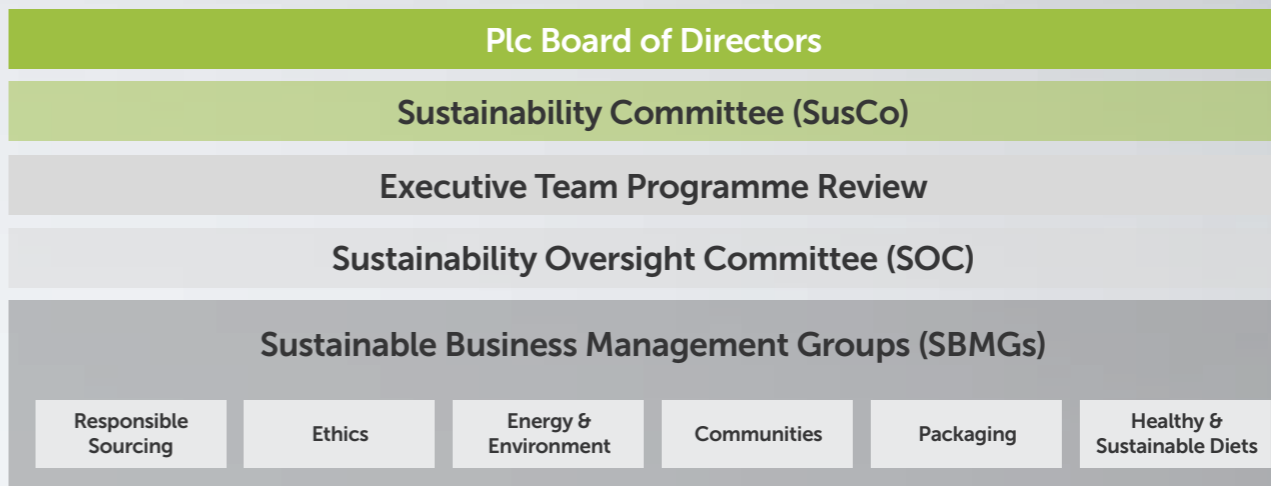 Plc Board of Directors
Sustainability Committee (SusCo)
Executive Team Programme Review
Sustainability Oversight Committee (SOC)
Sustainable Business Management Groups (SBMGs)
Responsible
Sourcing
Ethics
Energy &
Environment
Communities
Packaging
Healthy &
Sustainable Diets